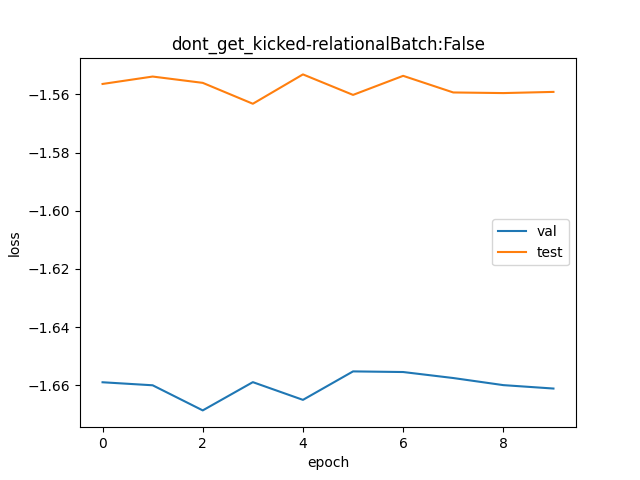 dont_get_kicked-relationalBatch:False
−1.56
−1.58
−1.60
−1.62
−1.64
−1.66
loss
val
test
0
2
4
6
8
epoch